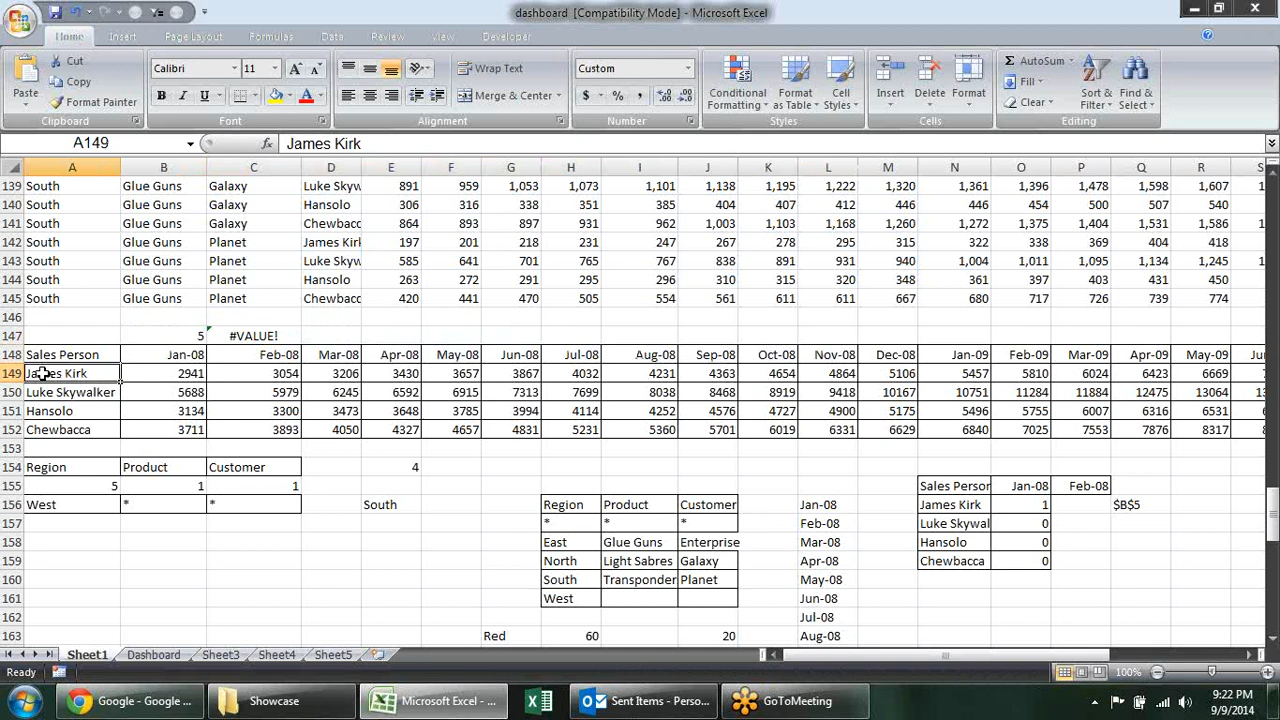 dashboard [Compatibility Mode] - Microsoft Excel
Home Insert Page Layout Formulas Data Review View Developer
Paste Cut Copy Format Painter Clipboard
Calibri 11 A A B I U A Font
Wrap Text Merge & Center Alignment
Custom $ % , Number
Conditional Formatting Format as Table Cell Styles Styles
Insert Delete Format Cells
Σ AutoSum Fill Clear Sort & Filter Find & Select Editing
A149 fx James Kirk
A B C D E F G H I J K L M N O P Q R S
139 South Glue Guns Galaxy Luke Skyw 891 959 1,053 1,073 1,101 1,138 1,195 1,222 1,320 1,361 1,396 1,478 1,598 1,607
140 South Glue Guns Galaxy Hansolo 306 316 338 351 385 404 407 412 446 446 454 500 507 540
141 South Glue Guns Galaxy Chewbacc 864 893 897 931 962 1,003 1,103 1,168 1,260 1,272 1,375 1,404 1,531 1,586
142 South Glue Guns Planet James Kirk 197 201 218 231 247 267 278 295 315 322 338 369 404 418
143 South Glue Guns Planet Luke Skyw 585 641 701 765 767 838 891 931 940 1,004 1,011 1,095 1,134 1,245
144 South Glue Guns Planet Hansolo 263 272 291 295 296 310 315 320 348 361 397 403 431 450
145 South Glue Guns Planet Chewbacc 420 441 470 505 554 561 611 611 667 680 717 726 739 774
146
147 5 #VALUE!
148 Sales Person Jan-08 Feb-08 Mar-08 Apr-08 May-08 Jun-08 Jul-08 Aug-08 Sep-08 Oct-08 Nov-08 Dec-08 Jan-09 Feb-09 Mar-09 Apr-09 May-09 Ju
149 James Kirk 2941 3054 3206 3430 3657 3867 4032 4231 4363 4654 4864 5106 5457 5810 6024 6423 6669
150 Luke Skywalker 5688 5979 6245 6592 6915 7313 7699 8038 8468 8919 9418 10167 10751 11284 11884 12475 13064
151 Hansolo 3134 3300 3473 3648 3785 3994 4114 4252 4576 4727 4900 5175 5496 5755 6007 6316 6531
152 Chewbacca 3711 3893 4050 4327 4657 4831 5231 5360 5701 6019 6331 6629 6840 7025 7553 7876 8317
153
154 Region Product Customer 4
155 5 1 1 Sales Person Jan-08 Feb-08
156 West * * South Region Product Customer Jan-08 James Kirk 1 $B$5
157 * * * Feb-08 Luke Skywal 0
158 East Glue Guns Enterprise Mar-08 Hansolo 0
159 North Light Sabres Galaxy Apr-08 Chewbacca 0
160 South Transponder Planet May-08
161 West Jun-08
162 Jul-08
163 Red 60 20 Aug-08
Sheet1 Dashboard Sheet3 Sheet4 Sheet5
Ready 100%
Google - Google ... Showcase Microsoft Excel - ... Sent Items - Perso... GoToMeeting
9:22 PM
9/9/2014